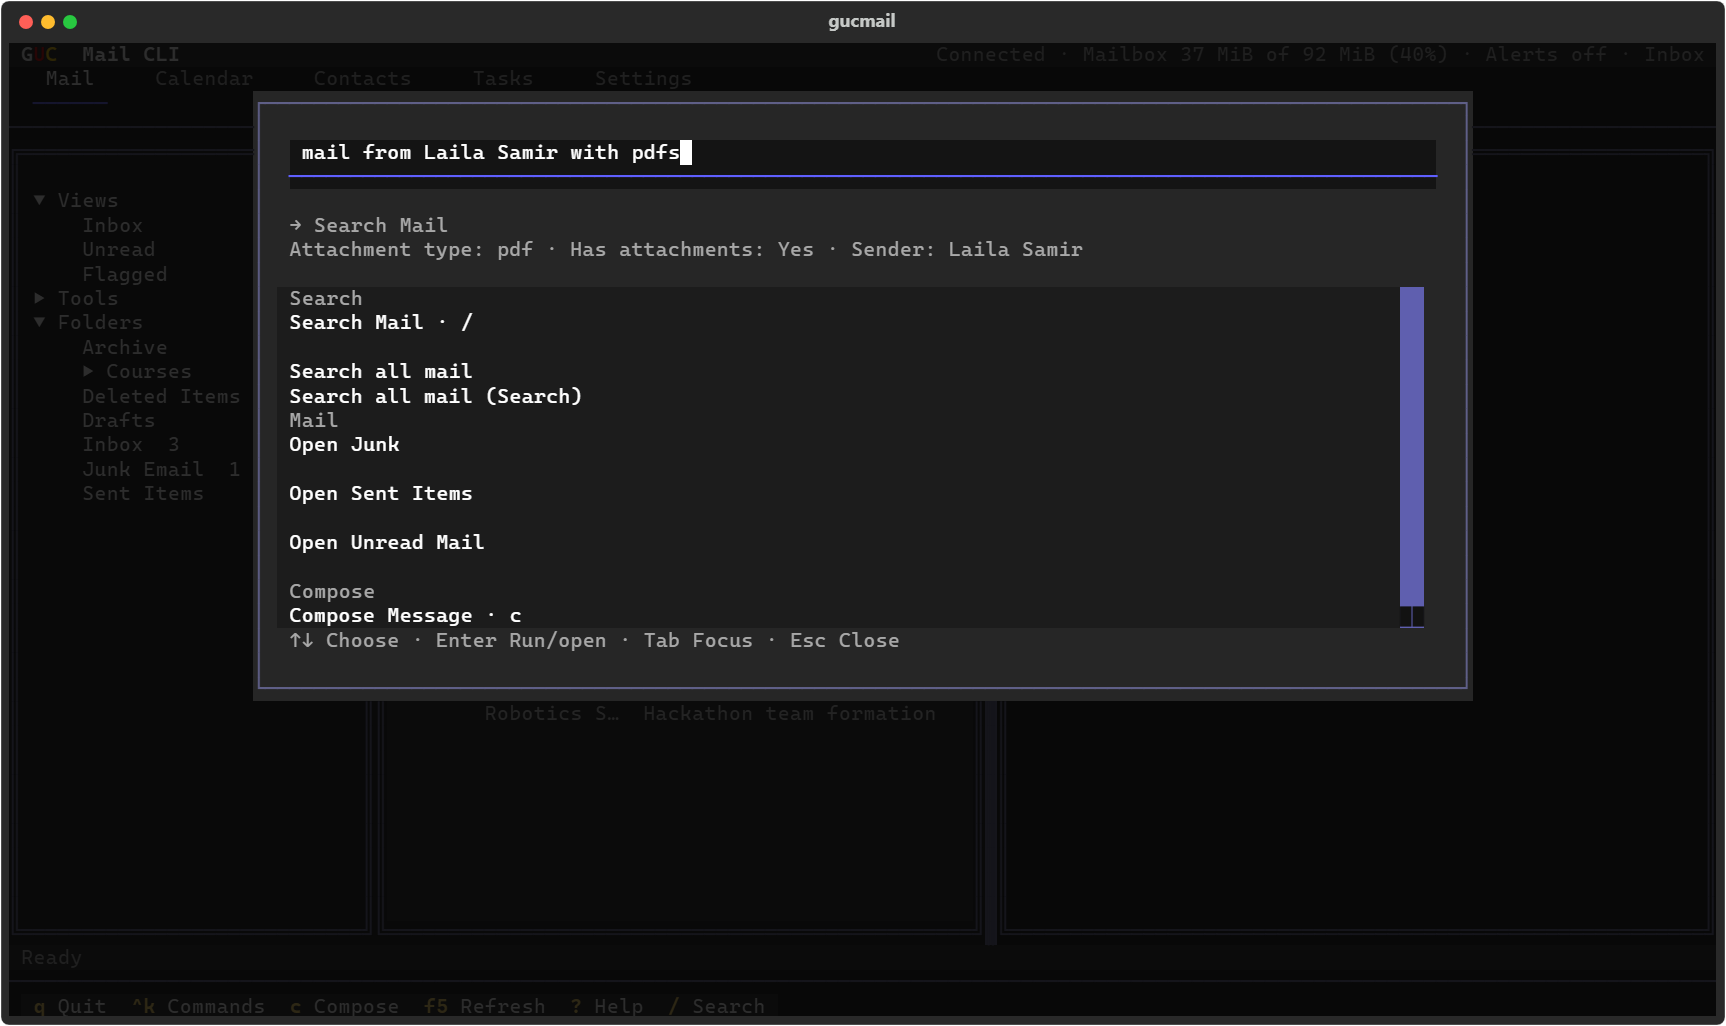 gucmail
GUC Mail CLI Connected · Mailbox 37 MiB of 92 MiB (40%) · Alerts off · Inbox
Mail Calendar Contacts Tasks Settings
mail from Laila Samir with pdfs
→ Search Mail
Attachment type: pdf · Has attachments: Yes · Sender: Laila Samir
Search
Search Mail · /
Search all mail
Search all mail (Search)
Mail
Open Junk
Open Sent Items
Open Unread Mail
Compose
Compose Message · c
↑↓ Choose · Enter Run/open · Tab Focus · Esc Close
▼ Views
Inbox
Unread
Flagged
▶ Tools
▼ Folders
Archive
▶ Courses
Deleted Items
Drafts
Inbox 3
Junk Email 1
Sent Items
Robotics S… Hackathon team formation
Ready
q Quit ^k Commands c Compose f5 Refresh ? Help / Search